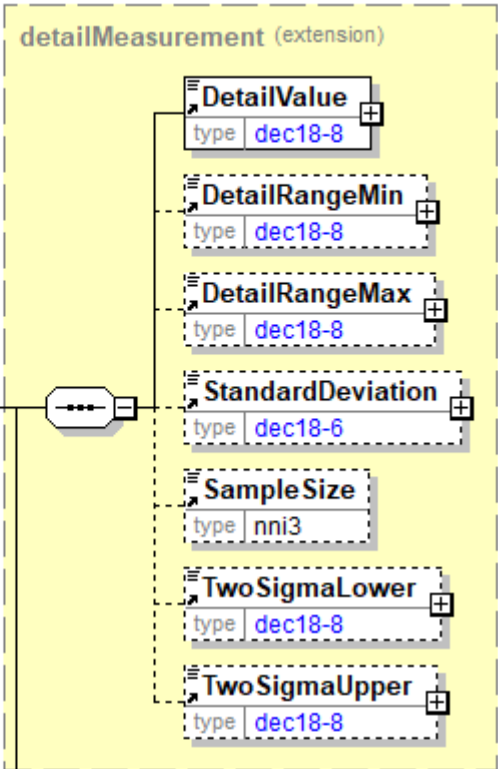 detailMeasurement (extension)
DetailValue
type dec18-8
DetailRangeMin
type dec18-8
DetailRangeMax
type dec18-8
StandardDeviation
type dec18-6
SampleSize
type nni3
TwoSigmaLower
type dec18-8
TwoSigmaUpper
type dec18-8